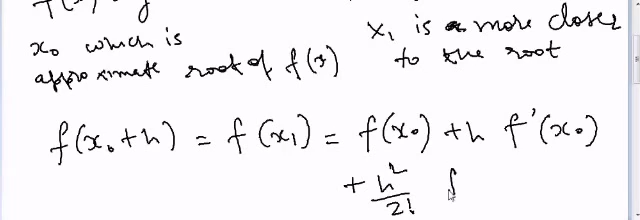 x₀ which is
approximate root of f(x)
x₁ is a more closer
to the root
f(x₀+h) = f(x₁) = f(x₀) + h f'(x₀)
+ h²/2! f